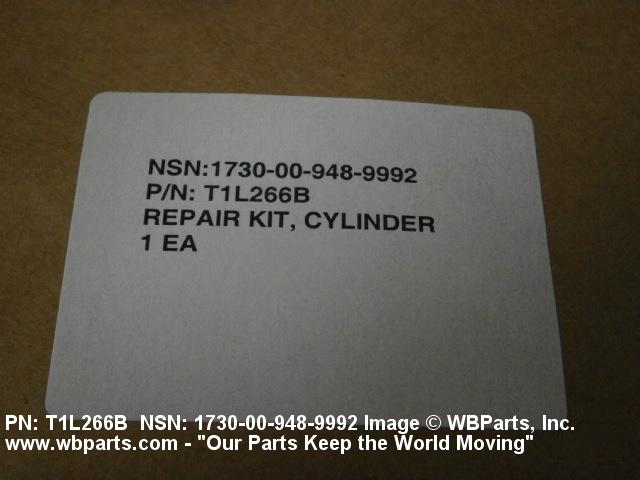 NSN:1730-00-948-9992
P/N: T1L266B
REPAIR KIT, CYLINDER
1 EA
PN: T1L266B  NSN: 1730-00-948-9992 Image © WBParts, Inc.
www.wbparts.com - "Our Parts Keep the World Moving"